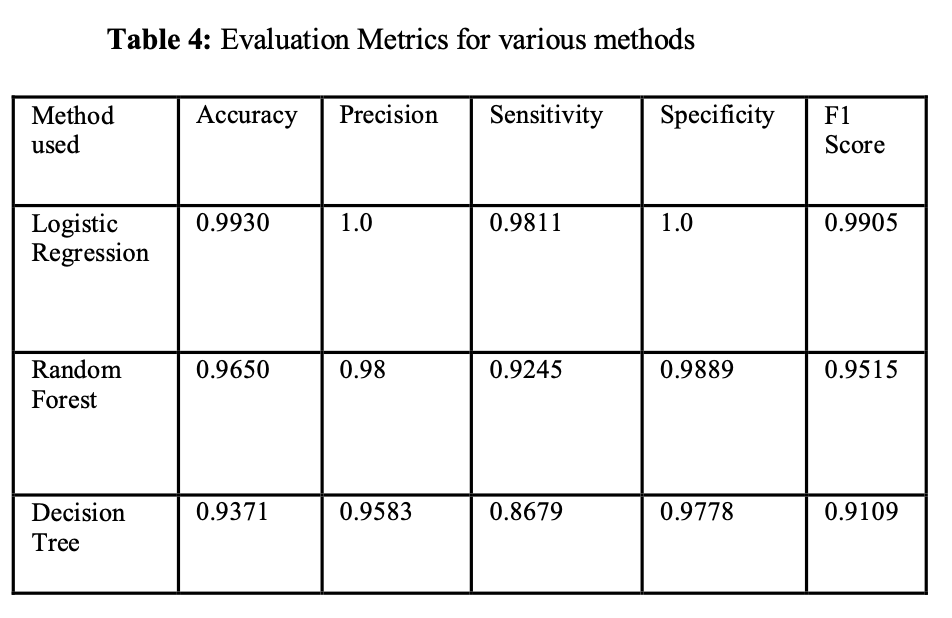 Table 4: Evaluation Metrics for various methods
Method used Accuracy Precision Sensitivity Specificity F1 Score
Logistic Regression 0.9930 1.0 0.9811 1.0 0.9905
Random Forest 0.9650 0.98 0.9245 0.9889 0.9515
Decision Tree 0.9371 0.9583 0.8679 0.9778 0.9109